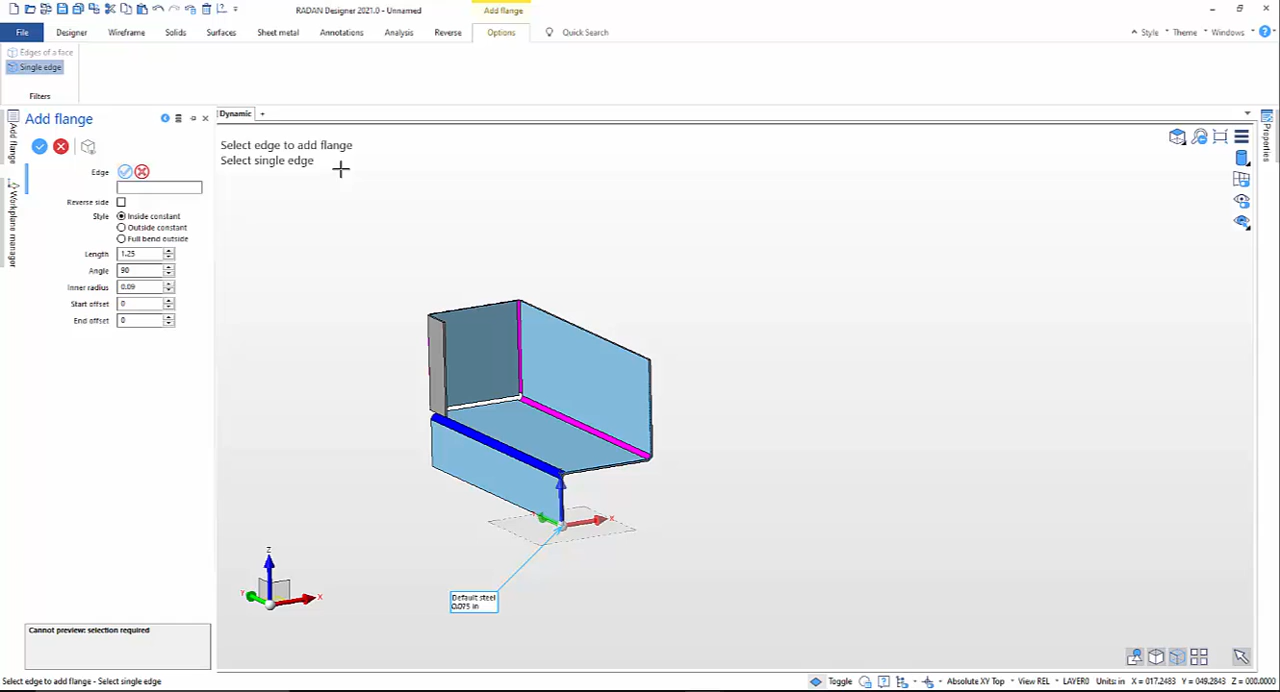 RADAN Designer 2021.0 - Unnamed
Add flange
File
Designer
Wireframe
Solids
Surfaces
Sheet metal
Annotations
Analysis
Reverse
Options
Quick Search
Style
Theme
Windows
Edges of a face
Single edge
Filters
Add flange
Workplane manager
Add flange
Edge
Reverse side
Style
Inside constant
Outside constant
Full bend outside
Length
1.25
Angle
90
Inner radius
0.09
Start offset
0
End offset
0
Cannot preview: selection required
Dynamic
+
Select edge to add flange
Select single edge
X
Default steel
0.075 in
Z
Y
X
Properties
Select edge to add flange - Select single edge
Toggle
Absolute XY Top
View REL
LAYER0
Units: in
X = 017.2483
Y = 049.2843
Z = 000.0000